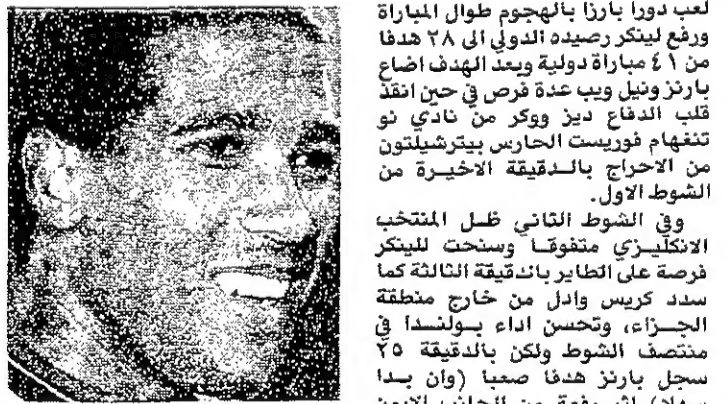 لعب دورا بارزا بالهجوم طوال المباراة
ورفع لينكر رصيده الدولي الى ٢٨ هدفا
من ٤١ مباراة دولية وبعد الهدف اضاع
بارنز ونيل ويب عدة فرص في حين انقذ
قلب الدفاع ديز ووكر من نادي نو
تنغهام فوريست الحارس بيترشيلتون
من الاحراج بالدقيقة الاخيرة من
الشوط الاول.
وفي الشوط الثاني ظل المنتخب
الانكليزي متفوقا وسنحت للينكر
فرصة على الطاير بالدقيقة الثالثة كما
سدد كريس وادل من خارج منطقة
الجزاء، وتحسن اداء بولندا في
منتصف الشوط ولكن بالدقيقة ٢٥
سجل بارنز هدفا صعبا (وان بدا